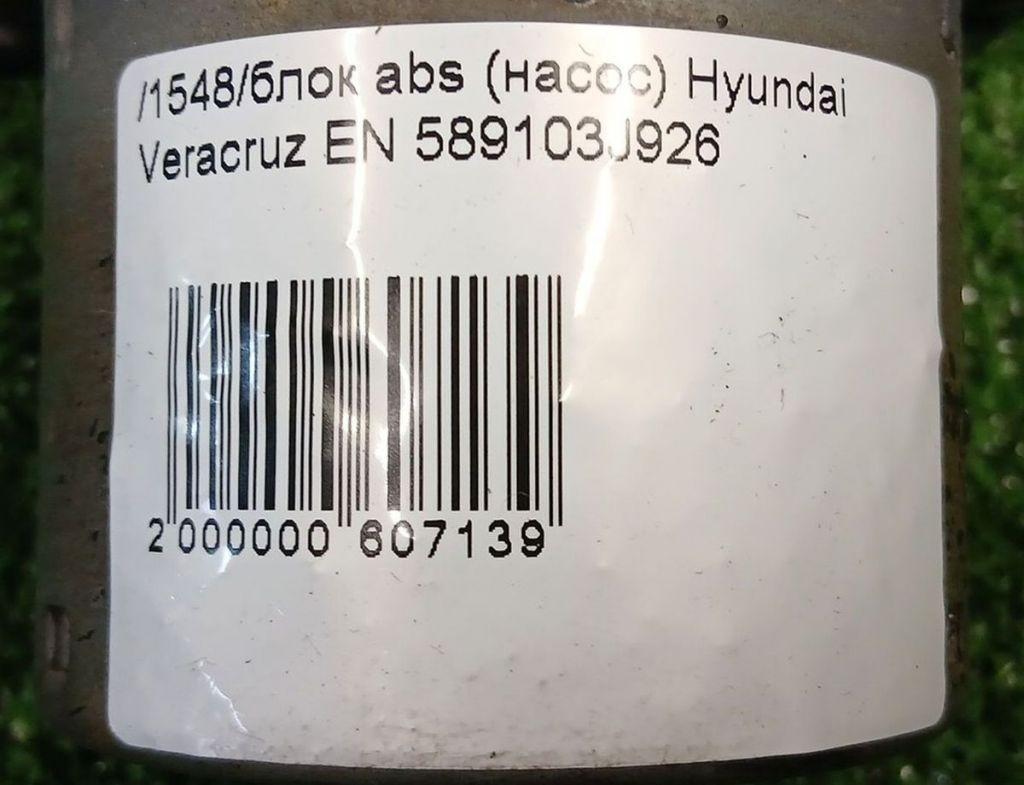 /1548/блок abs (насос) Hyundai
Veracruz EN 589103J926
2 000000 607139